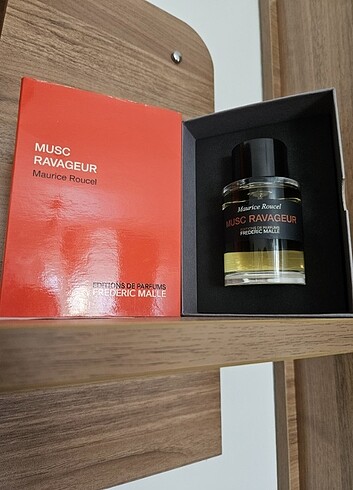 MUSC
RAVAGEUR
Maurice Roucel
EDITIONS DE PARFUMS
FREDERIC MALLE
Maurice Roucel
MUSC RAVAGEUR
EDITIONS DE PARFUMS
FREDERIC MALLE